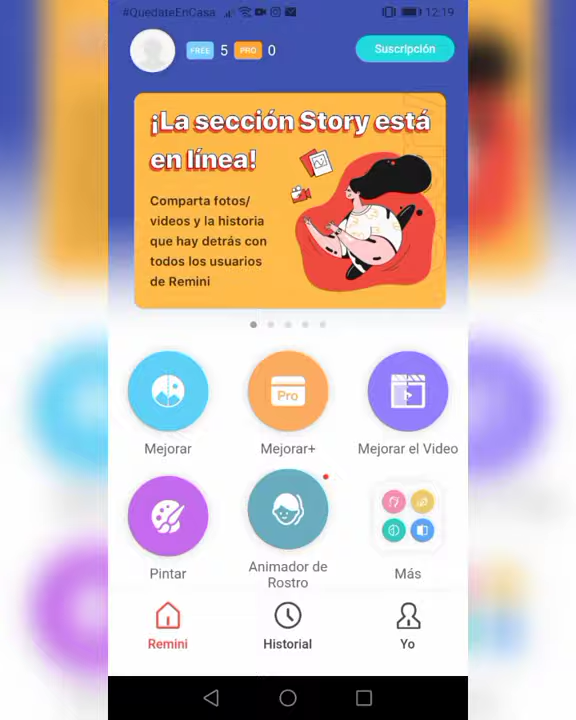 #QuedateEnCasa
12:19
FREE 5 PRO 0
Suscripción
¡La sección Story está
en línea!
Comparta fotos/
videos y la historia
que hay detrás con
todos los usuarios
de Remini
Pro
Mejorar
Mejorar+
Mejorar el Video
Pintar
Animador de
Rostro
Más
Remini
Historial
Yo